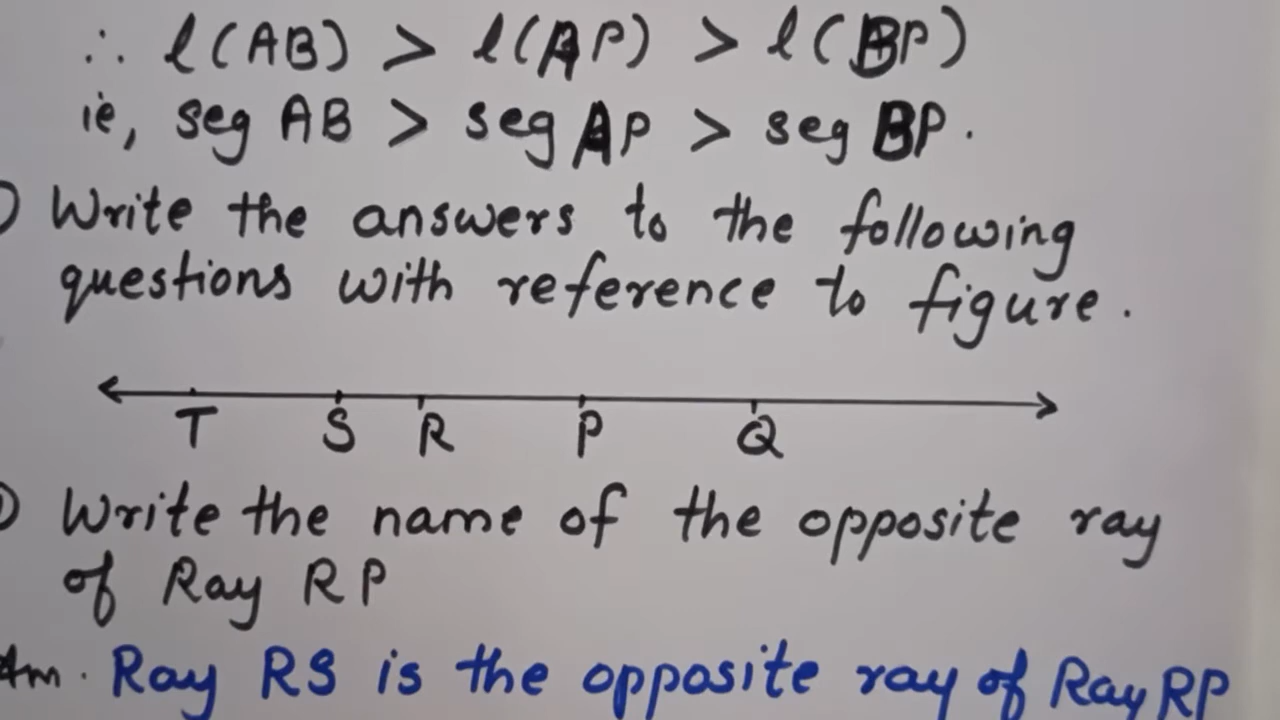 ∴ l(AB) > l(AP) > l(BP)
ie, seg AB > seg AP > seg BP.
) Write the answers to the following
questions with reference to figure.
T S R P Q
) Write the name of the opposite ray
of Ray RP
Ray RS is the opposite ray of Ray RP